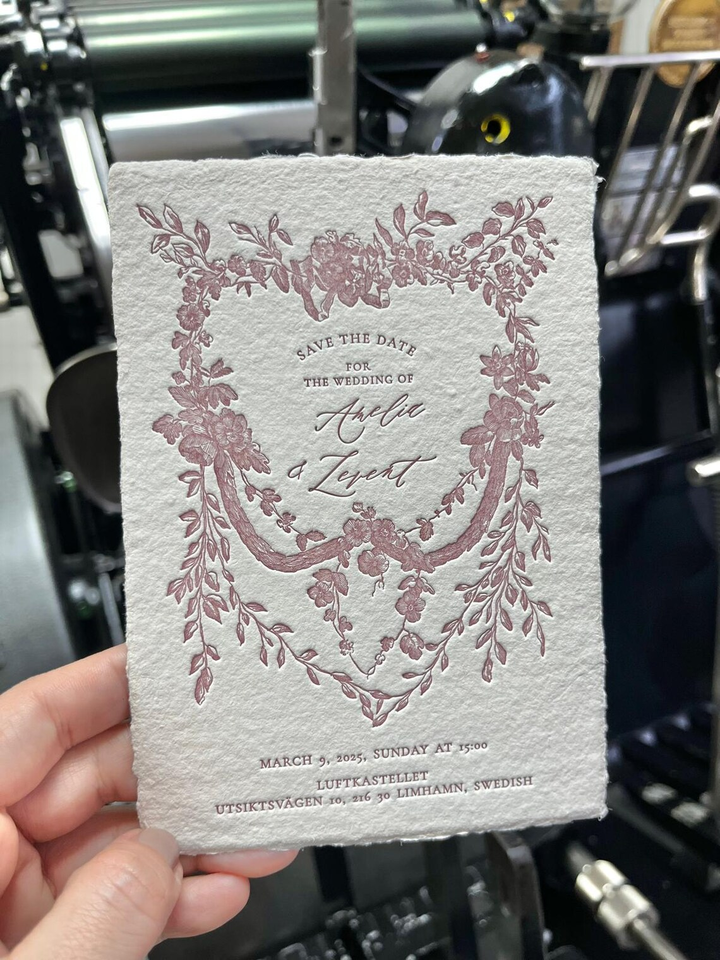 SAVE THE DATE
FOR
THE WEDDING OF
Amelia
& Levent
MARCH 9, 2025, SUNDAY AT 15:00
LUFTKASTELLET
UTSIKTSVÄGEN 10, 216 30 LIMHAMN, SWEDISH